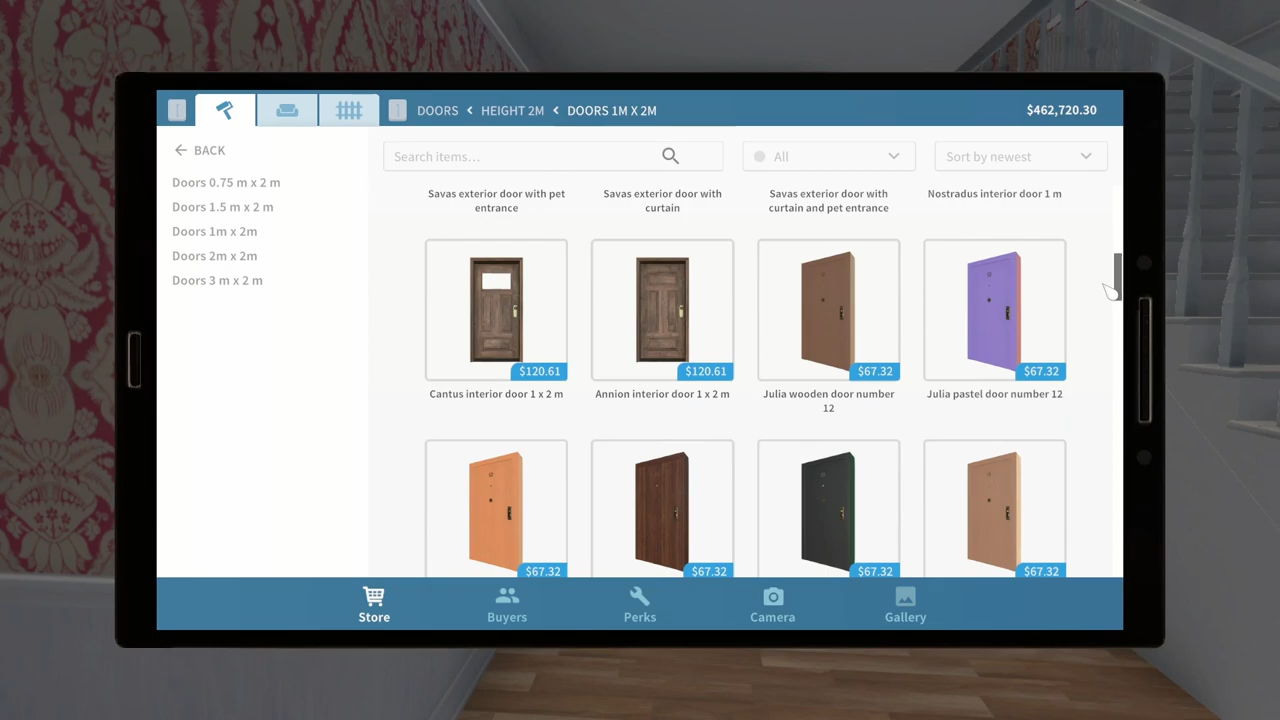 DOORS < HEIGHT 2M < DOORS 1M X 2M
$462,720.30
BACK
Search items...
All
Sort by newest
Doors 0.75 m x 2 m
Doors 1.5 m x 2 m
Doors 1m x 2m
Doors 2m x 2m
Doors 3 m x 2 m
Savas exterior door with pet
entrance
Savas exterior door with
curtain
Savas exterior door with
curtain and pet entrance
Nostradus interior door 1 m
$120.61
$120.61
$67.32
$67.32
Cantus interior door 1 x 2 m
Annion interior door 1 x 2 m
Julia wooden door number
12
Julia pastel door number 12
$67.32
$67.32
$67.32
$67.32
Store
Buyers
Perks
Camera
Gallery